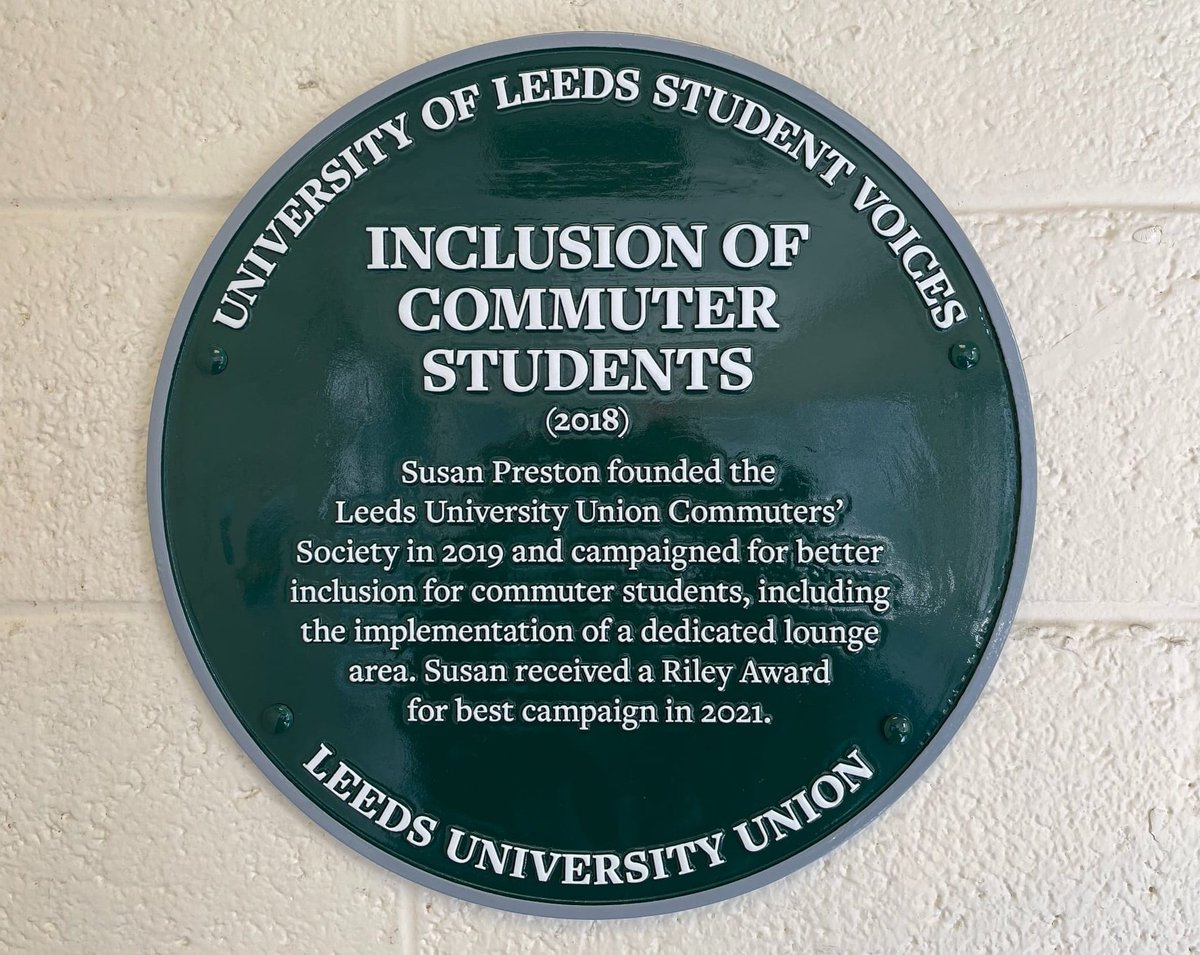 UNIVERSITY OF LEEDS STUDENT VOICES
INCLUSION OF
COMMUTER
STUDENTS
(2018)
Susan Preston founded the
Leeds University Union Commuters’
Society in 2019 and campaigned for better
inclusion for commuter students, including
the implementation of a dedicated lounge
area. Susan received a Riley Award
for best campaign in 2021.
LEEDS UNIVERSITY UNION